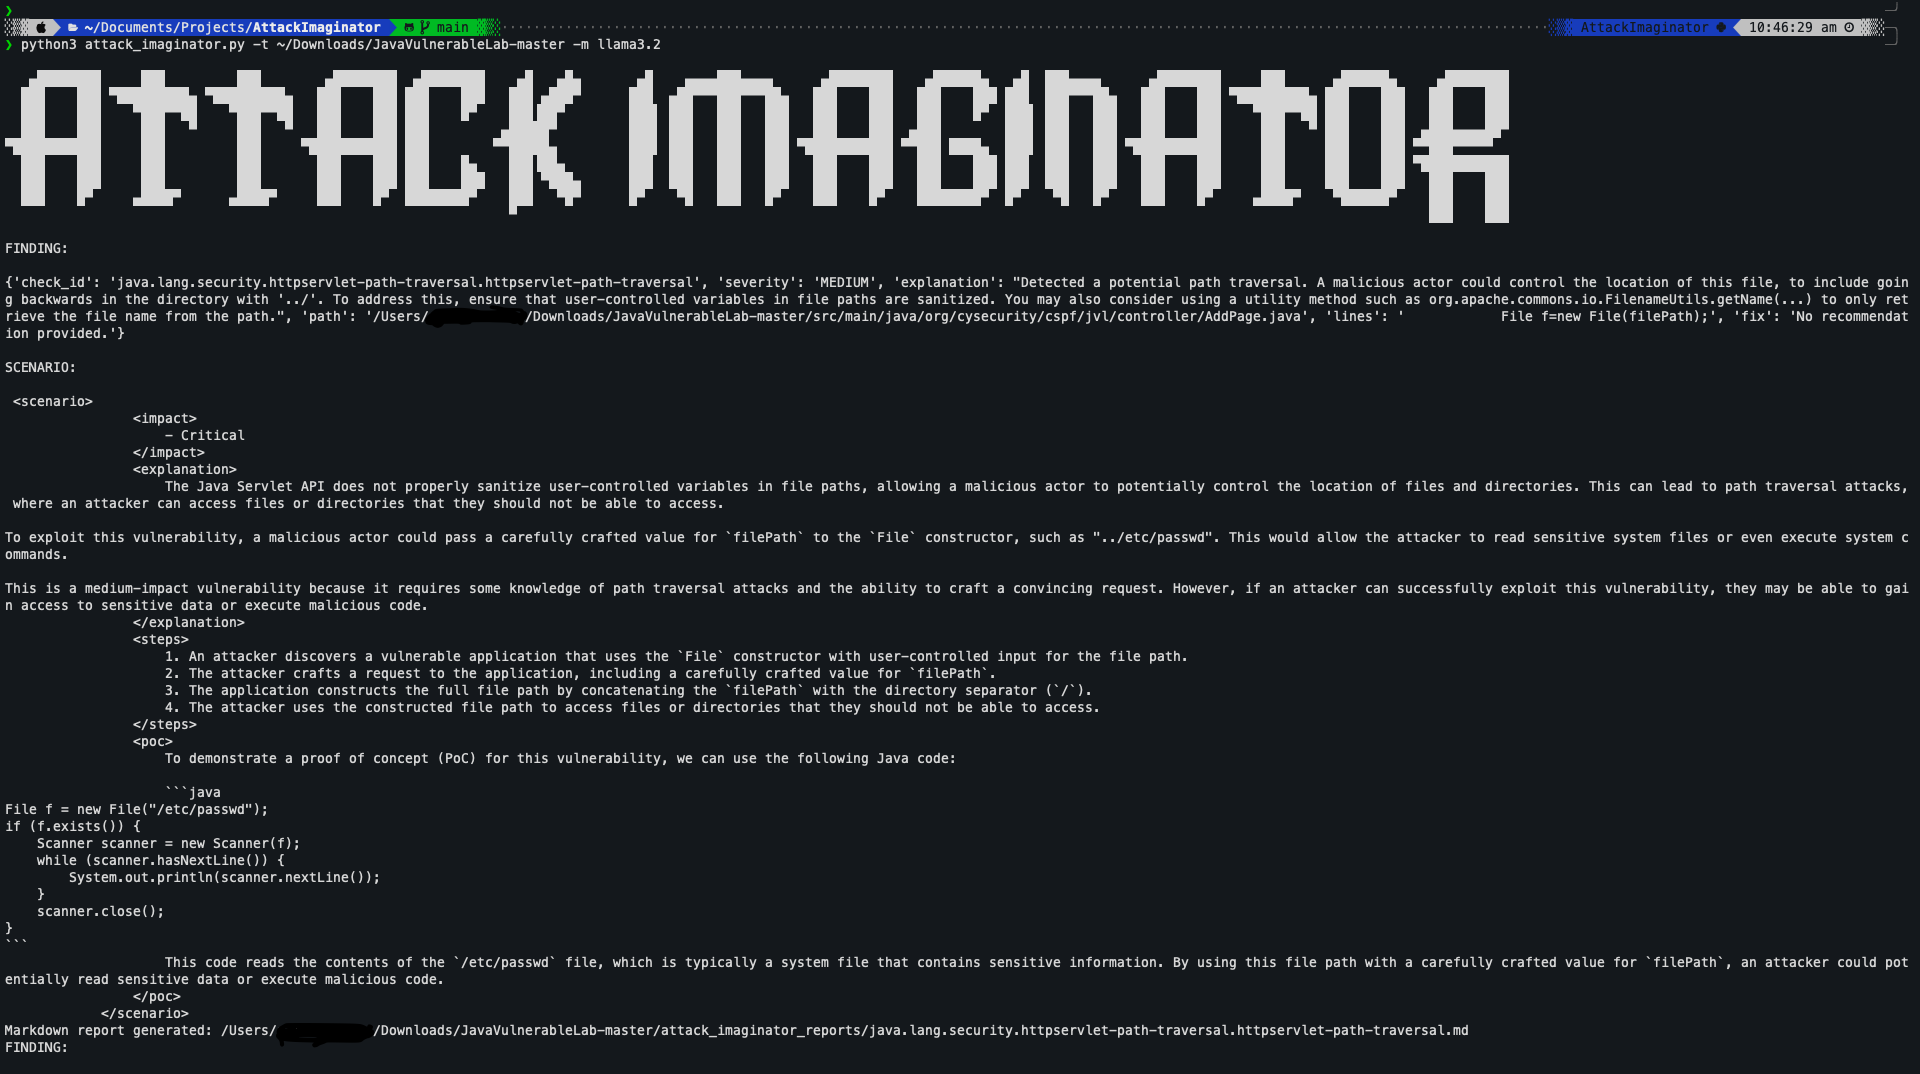 ❯
~/Documents/Projects/AttackImaginator main AttackImaginator 10:46:29 am
❯ python3 attack_imaginator.py -t ~/Downloads/JavaVulnerableLab-master -m llama3.2
ATTACK IMAGINATOR
FINDING:
{'check_id': 'java.lang.security.httpservlet-path-traversal.httpservlet-path-traversal', 'severity': 'MEDIUM', 'explanation': "Detected a potential path traversal. A malicious actor could control the location of this file, to include goin
g backwards in the directory with '../'. To address this, ensure that user-controlled variables in file paths are sanitized. You may also consider using a utility method such as org.apache.commons.io.FilenameUtils.getName(...) to only ret
rieve the file name from the path.", 'path': '/Users/ /Downloads/JavaVulnerableLab-master/src/main/java/org/cysecurity/cspf/jvl/controller/AddPage.java', 'lines': ' File f=new File(filePath);', 'fix': 'No recommendat
ion provided.'}
SCENARIO:
<scenario>
<impact>
- Critical
</impact>
<explanation>
The Java Servlet API does not properly sanitize user-controlled variables in file paths, allowing a malicious actor to potentially control the location of files and directories. This can lead to path traversal attacks,
where an attacker can access files or directories that they should not be able to access.
To exploit this vulnerability, a malicious actor could pass a carefully crafted value for `filePath` to the `File` constructor, such as "../etc/passwd". This would allow the attacker to read sensitive system files or even execute system c
ommands.
This is a medium-impact vulnerability because it requires some knowledge of path traversal attacks and the ability to craft a convincing request. However, if an attacker can successfully exploit this vulnerability, they may be able to gai
n access to sensitive data or execute malicious code.
</explanation>
<steps>
1. An attacker discovers a vulnerable application that uses the `File` constructor with user-controlled input for the file path.
2. The attacker crafts a request to the application, including a carefully crafted value for `filePath`.
3. The application constructs the full file path by concatenating the `filePath` with the directory separator (`/`).
4. The attacker uses the constructed file path to access files or directories that they should not be able to access.
</steps>
<poc>
To demonstrate a proof of concept (PoC) for this vulnerability, we can use the following Java code:
```java
File f = new File("/etc/passwd");
if (f.exists()) {
Scanner scanner = new Scanner(f);
while (scanner.hasNextLine()) {
System.out.println(scanner.nextLine());
}
scanner.close();
}
```
This code reads the contents of the `/etc/passwd` file, which is typically a system file that contains sensitive information. By using this file path with a carefully crafted value for `filePath`, an attacker could pot
entially read sensitive data or execute malicious code.
</poc>
</scenario>
Markdown report generated: /Users/ /Downloads/JavaVulnerableLab-master/attack_imaginator_reports/java.lang.security.httpservlet-path-traversal.httpservlet-path-traversal.md
FINDING: